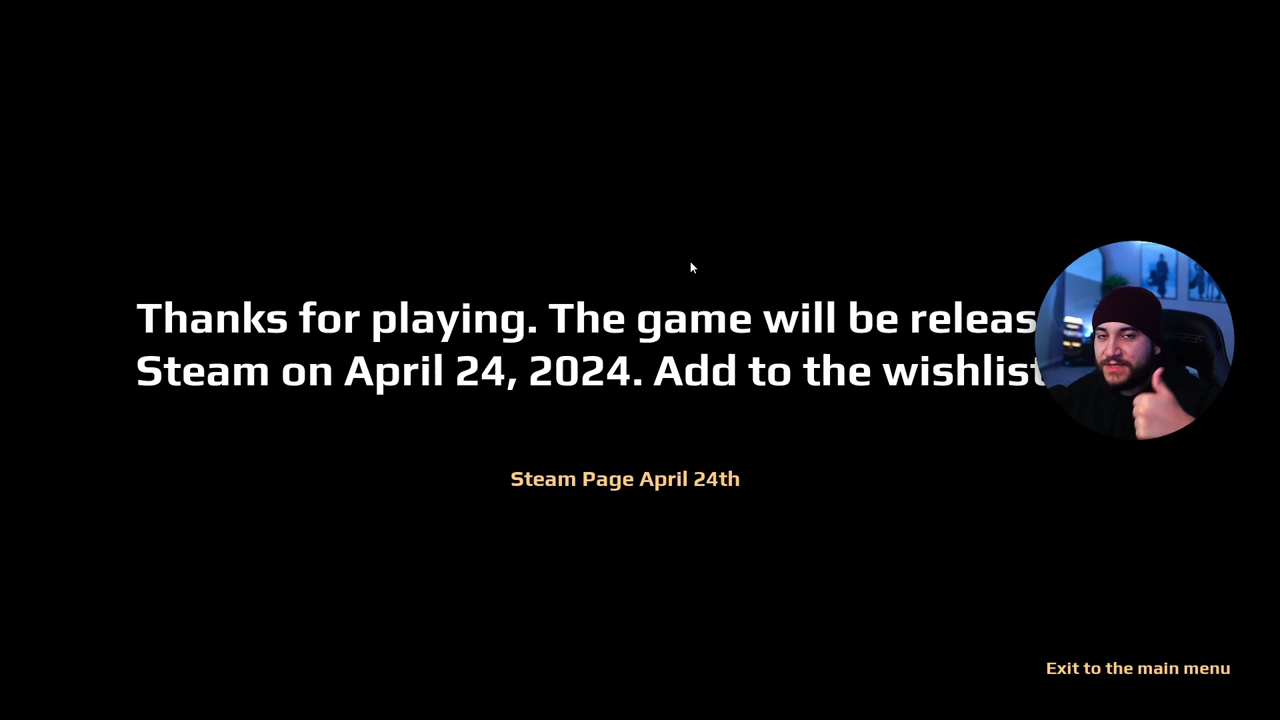 Thanks for playing. The game will be releas
Steam on April 24, 2024. Add to the wishlist
Steam Page April 24th
Exit to the main menu